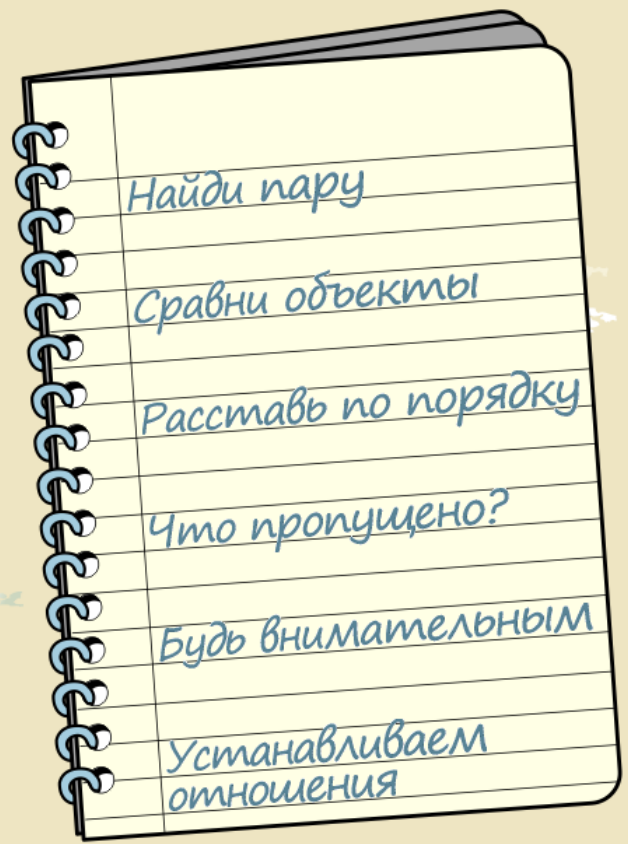 Найди пару
Сравни объекты
Расставь по порядку
Что пропущено?
Будь внимательным
Устанавливаем
отношения